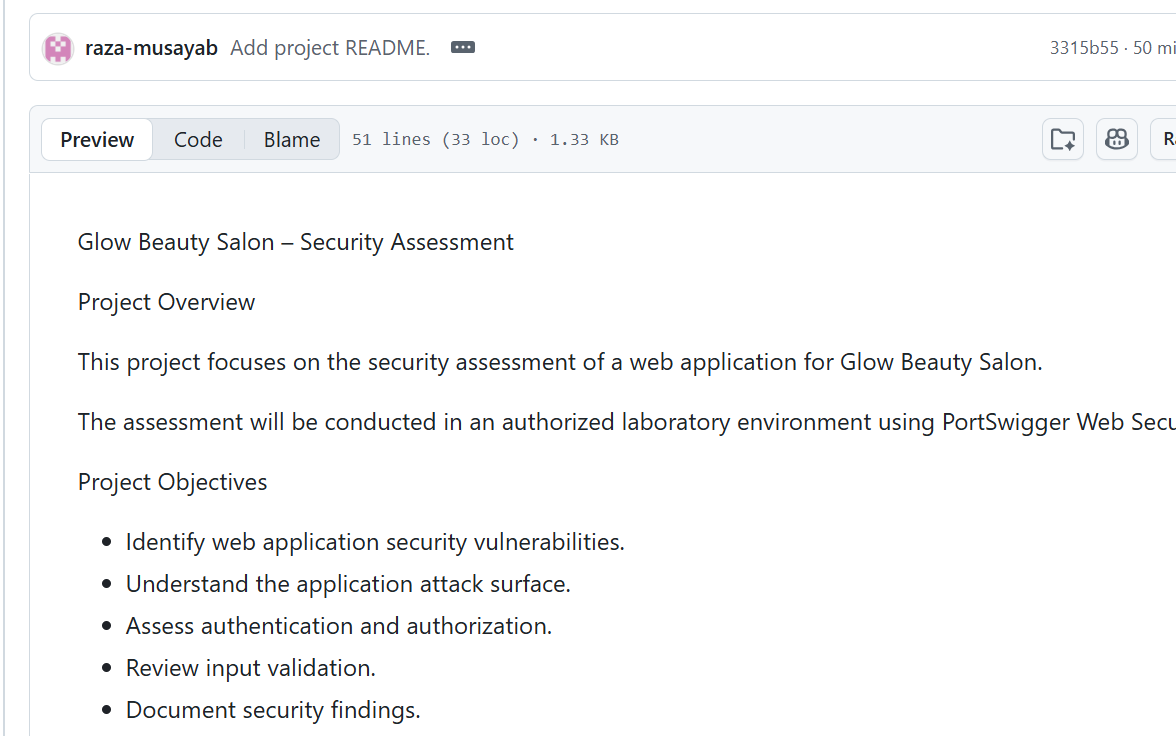 raza-musayab Add project README.
3315b55 · 50
Preview Code Blame 51 lines (33 loc) · 1.33 KB
Glow Beauty Salon – Security Assessment
Project Overview
This project focuses on the security assessment of a web application for Glow Beauty Salon.
The assessment will be conducted in an authorized laboratory environment using PortSwigger Web
Project Objectives
• Identify web application security vulnerabilities.
• Understand the application attack surface.
• Assess authentication and authorization.
• Review input validation.
• Document security findings.